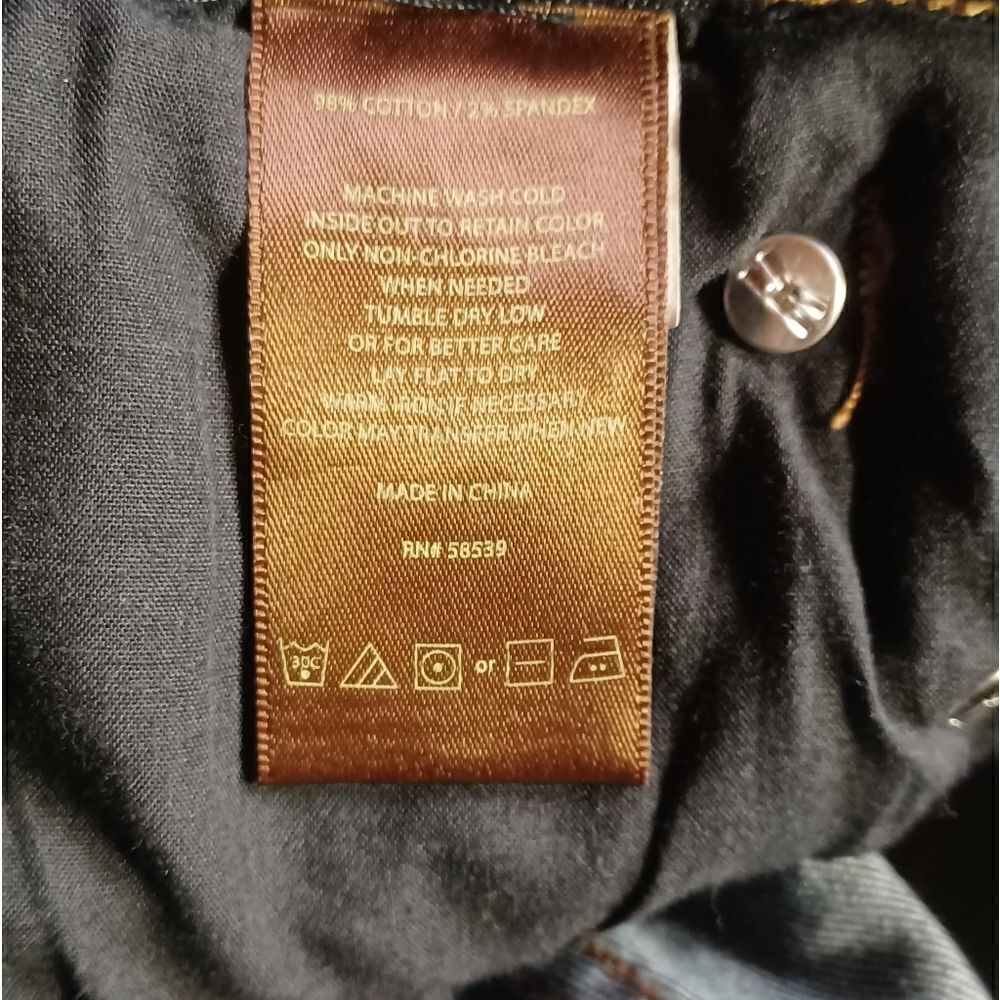 98% COTTON / 2% SPANDEX
MACHINE WASH COLD
INSIDE OUT TO RETAIN COLOR
ONLY NON-CHLORINE BLEACH
WHEN NEEDED
TUMBLE DRY LOW
OR FOR BETTER CARE
LAY FLAT TO DRY
WARM IRON IF NECESSARY
COLOR MAY TRANSFER WHEN NEW
MADE IN CHINA
RN# 58539
30C or